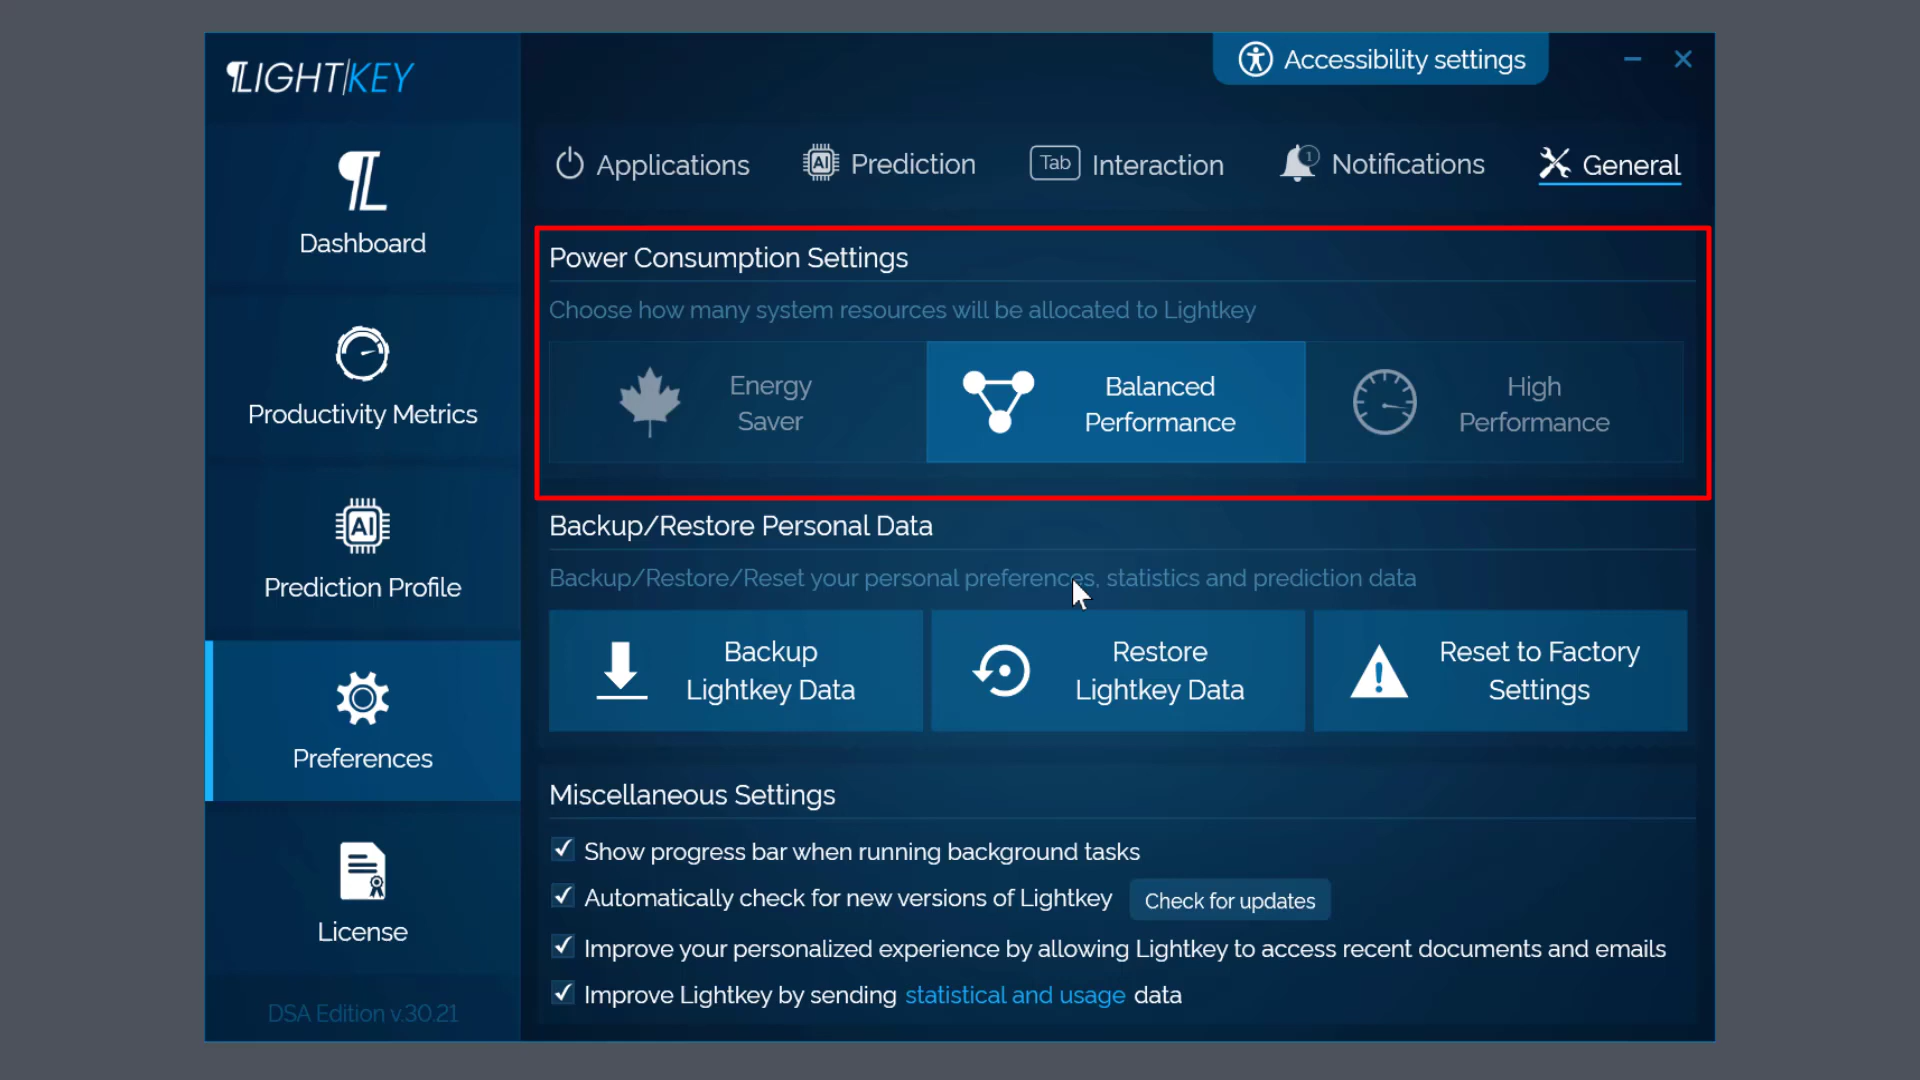 LIGHT|KEY
Accessibility settings
Dashboard
Productivity Metrics
AI
Prediction Profile
Preferences
License
DSA Edition v.30.21
Applications
AI Prediction
Tab Interaction
1 Notifications
General
Power Consumption Settings
Choose how many system resources will be allocated to Lightkey
Energy
Saver
Balanced
Performance
High
Performance
Backup/Restore Personal Data
Backup/Restore/Reset your personal preferences, statistics and prediction data
Backup
Lightkey Data
Restore
Lightkey Data
Reset to Factory
Settings
Miscellaneous Settings
Show progress bar when running background tasks
Automatically check for new versions of Lightkey Check for updates
Improve your personalized experience by allowing Lightkey to access recent documents and emails
Improve Lightkey by sending statistical and usage data